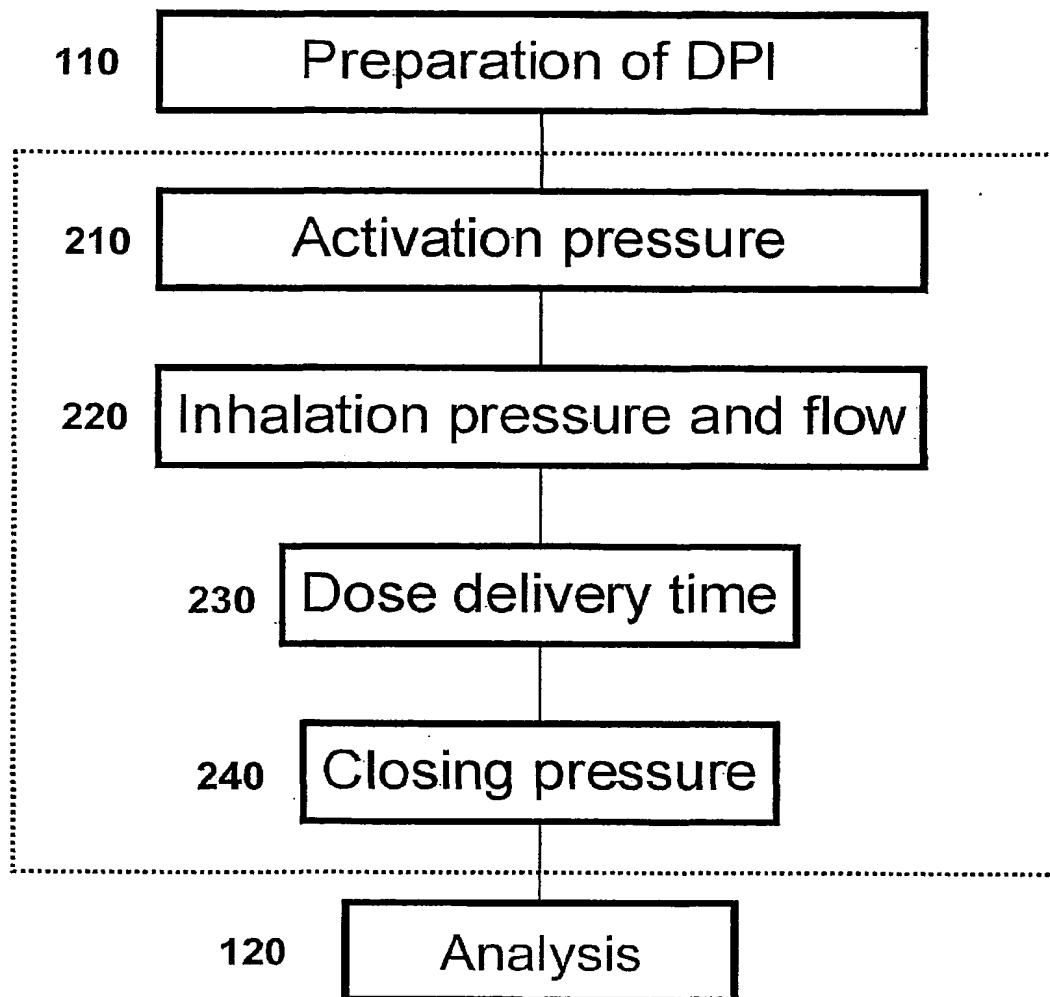 110 Preparation of DPI
210 Activation pressure
220 Inhalation pressure and flow
230 Dose delivery time
240 Closing pressure
120 Analysis